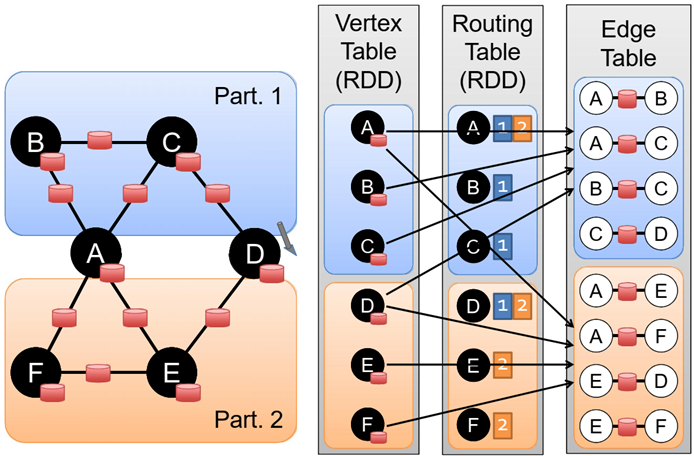 Part. 1
B
C
A
D
F
E
Part. 2
Vertex
Table
(RDD)
A
B
C
D
E
F
Routing
Table
(RDD)
A 1 2
B 1
C 1
D 1 2
E 2
F 2
Edge
Table
A B
A C
B C
C D
A E
A F
E D
E F